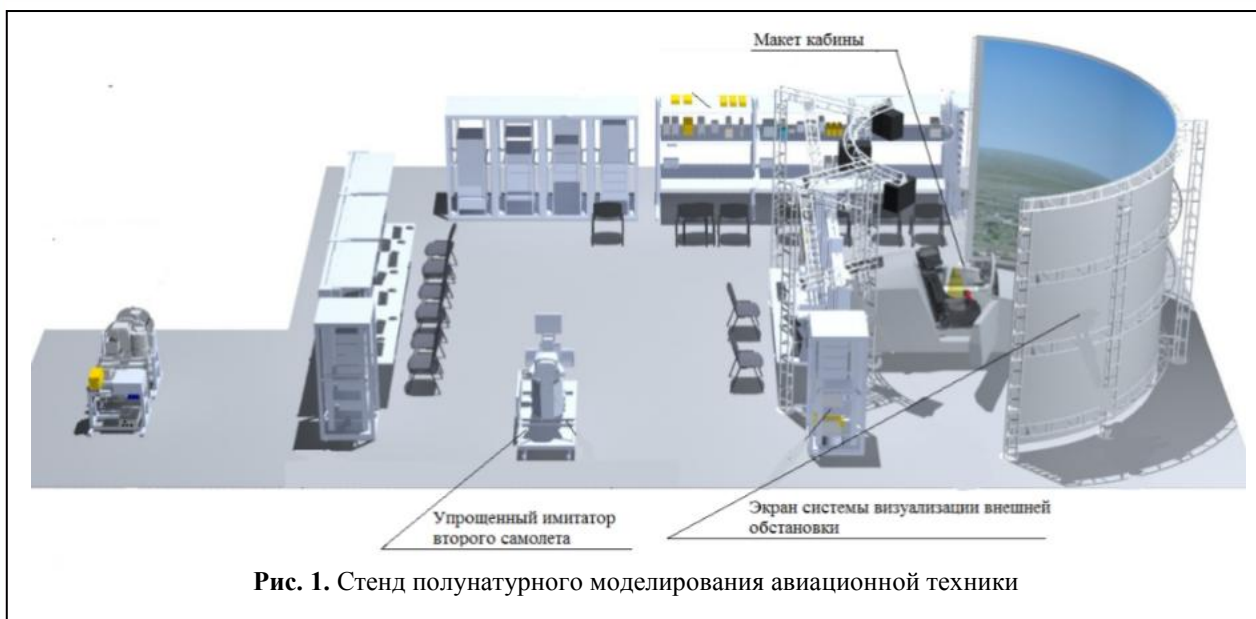 Макет кабины
Упрощенный имитатор
второго самолета
Экран системы визуализации внешней
обстановки
Рис. 1. Стенд полунатурного моделирования авиационной техники